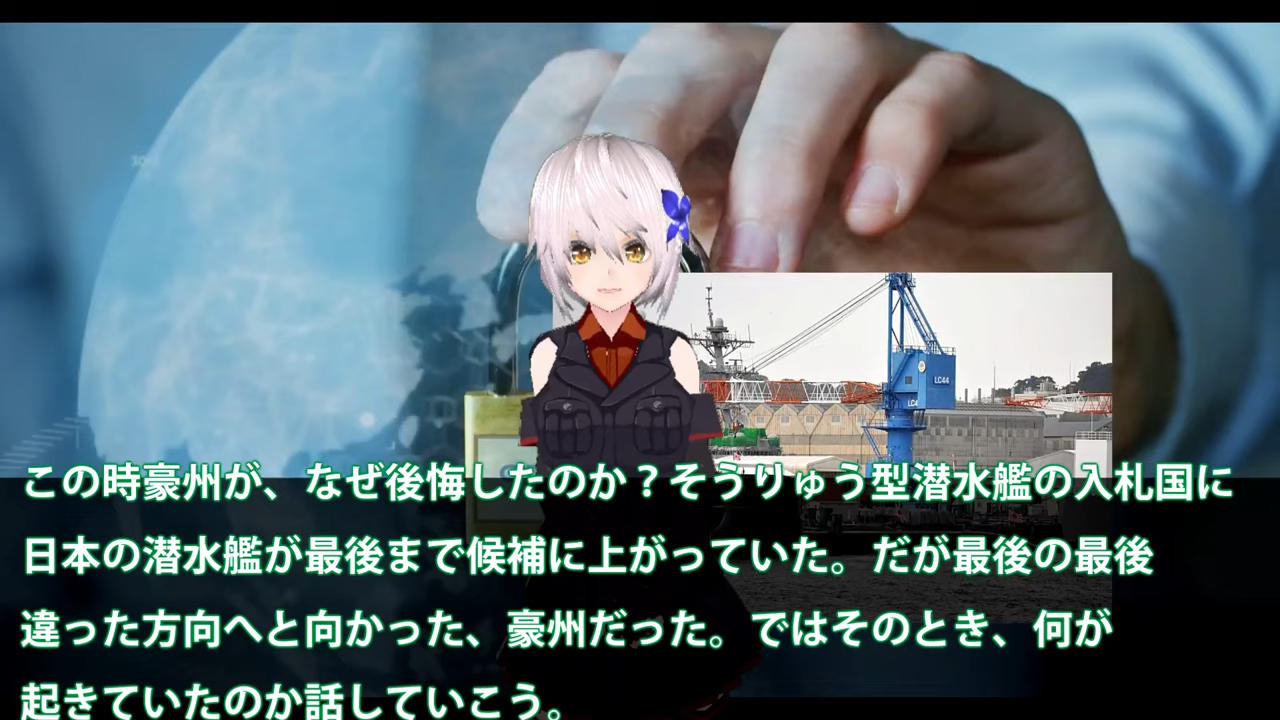 LC44
この時豪州が、なぜ後悔したのか？そうりゅう型潜水艦の入札国に
日本の潜水艦が最後まで候補に上がっていた。だが最後の最後
違った方向へと向かった、豪州だった。ではそのとき、何が
起きていたのか話していこう。